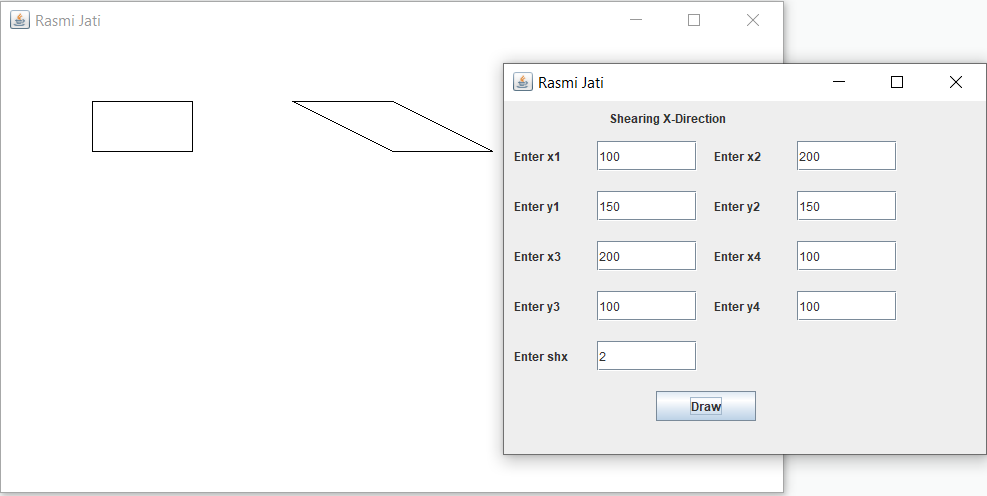 Rasmi Jati
Rasmi Jati
Shearing X-Direction
Enter x1 100 Enter x2 200
Enter y1 150 Enter y2 150
Enter x3 200 Enter x4 100
Enter y3 100 Enter y4 100
Enter shx 2
Draw